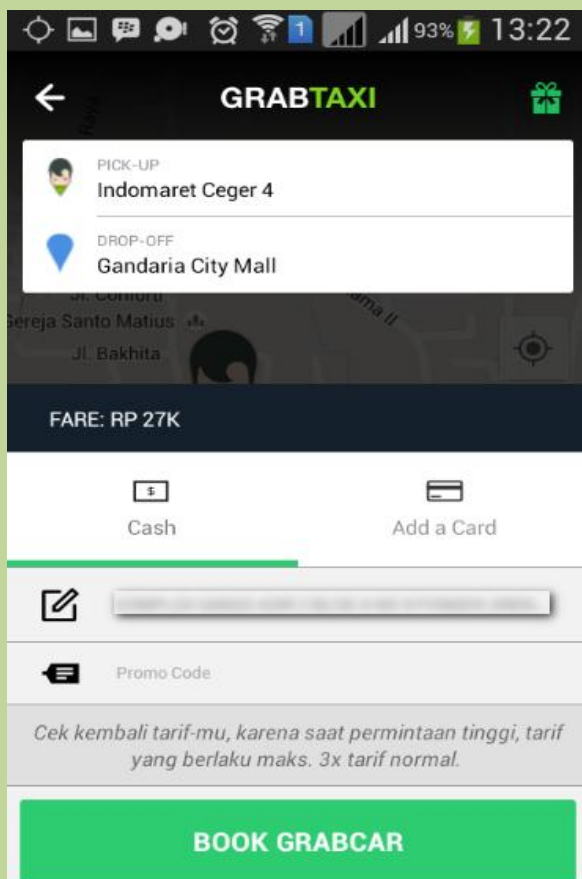 1
93%
13:22
GRABTAXI
PICK-UP
Indomaret Ceger 4
DROP-OFF
Gandaria City Mall
Jl. Conforti
Gereja Santo Matius
Jl. Bakhita
FARE: RP 27K
$
Cash
Add a Card
Promo Code
Cek kembali tarif-mu, karena saat permintaan tinggi, tarif
yang berlaku maks. 3x tarif normal.
BOOK GRABCAR